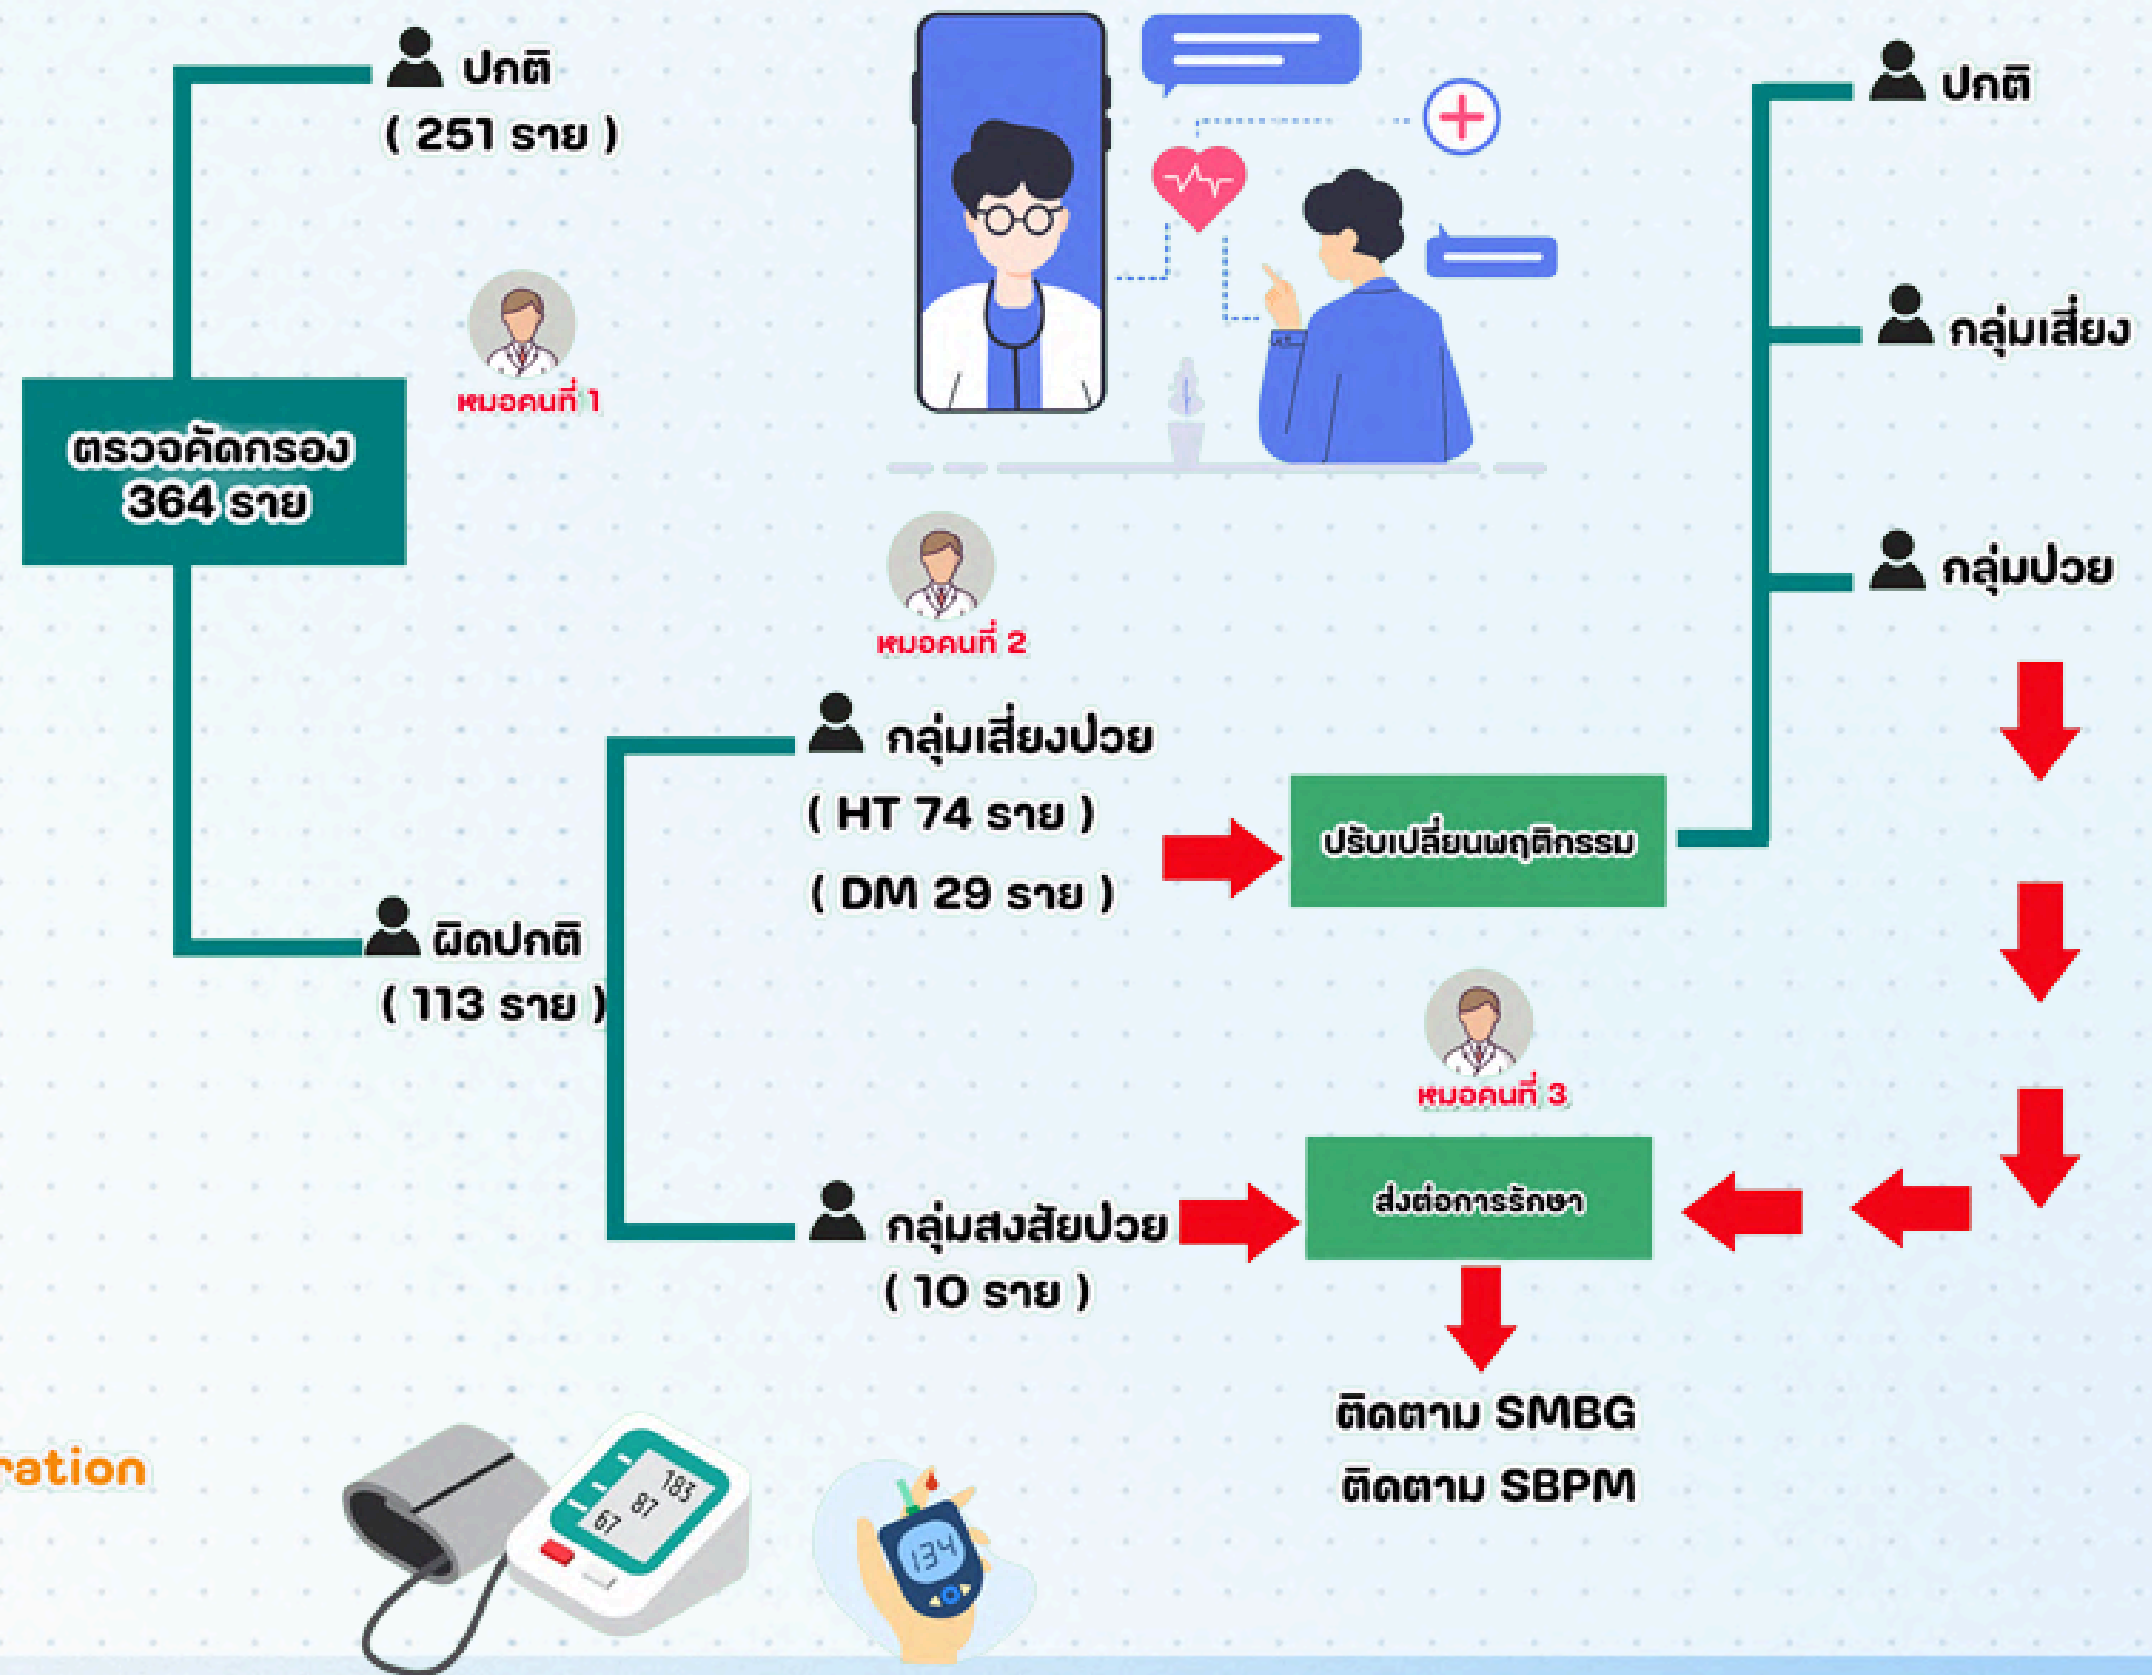 ปกติ
( 251 ราย )
หมอคนที่ 1
ตรวจคัดกรอง
364 ราย
ผิดปกติ
( 113 ราย )
หมอคนที่ 2
กลุ่มเสี่ยงป่วย
( HT 74 ราย )
( DM 29 ราย )
ปรับเปลี่ยนพฤติกรรม
ปกติ
กลุ่มเสี่ยง
กลุ่มป่วย
กลุ่มสงสัยป่วย
( 10 ราย )
หมอคนที่ 3
ส่งต่อการรักษา
ติดตาม SMBG
ติดตาม SBPM
ration
183
87
67
134